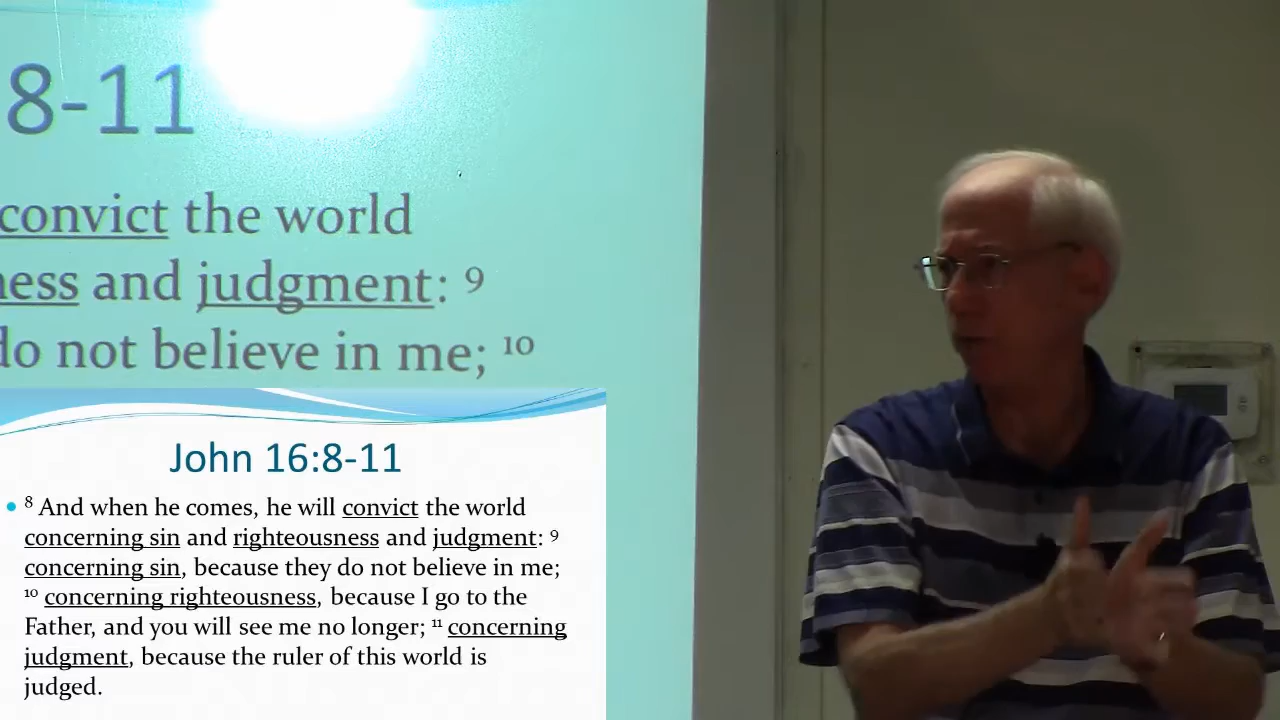 8-11
convict the world
ness and judgment: 9
do not believe in me; 10
John 16:8-11
• 8 And when he comes, he will convict the world
concerning sin and righteousness and judgment: 9
concerning sin, because they do not believe in me;
10 concerning righteousness, because I go to the
Father, and you will see me no longer; 11 concerning
judgment, because the ruler of this world is
judged.